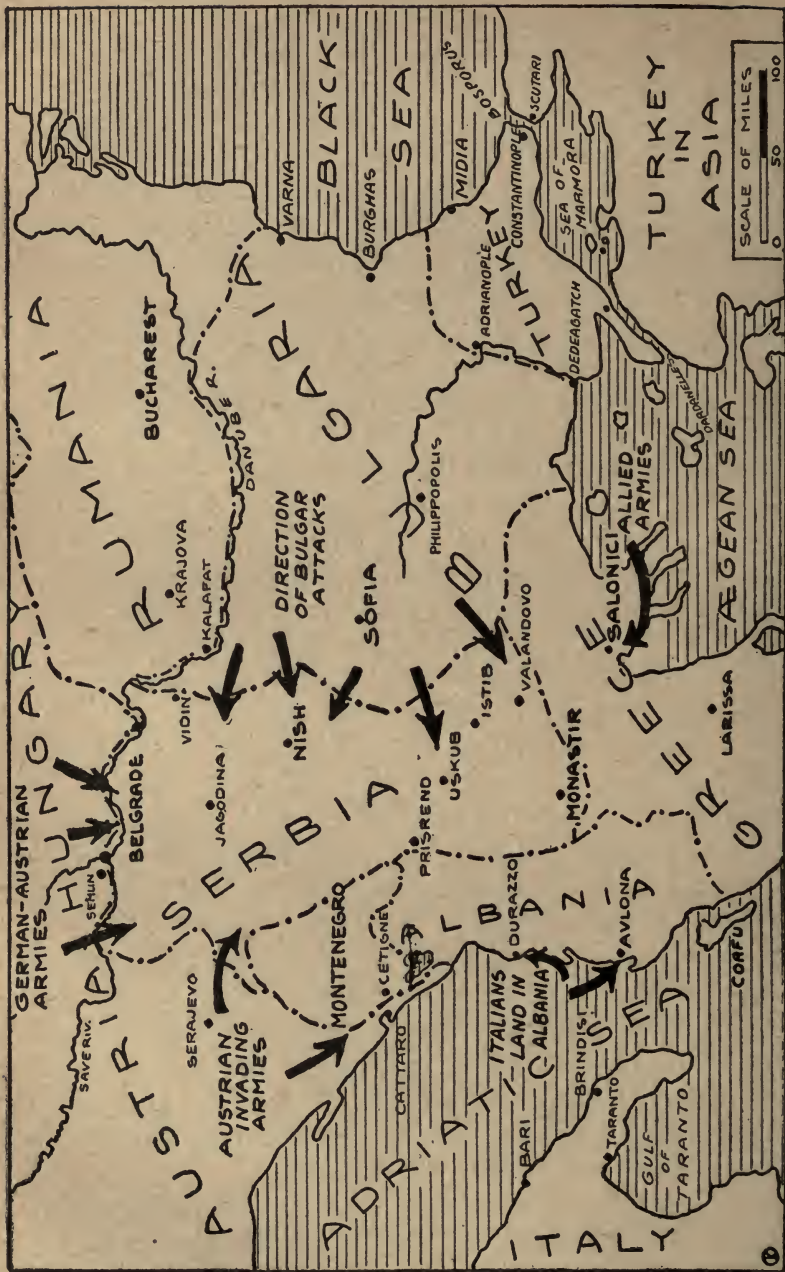 AUSTRIA-HUNGARY
GERMAN-AUSTRIAN
ARMIES
SAVE RIV.
SEMLIN
BELGRADE
RUMANIA
BUCHAREST
KRAJOVA
KALAFAT
VIDIN
DANUBE R.
BLACK
SEA
VARNA
BURGHAS
MIDIA
BOSPORUS
SCUTARI
CONSTANTINOPLE
SEA OF
MARMORA
TURKEY
ADRIANOPLE
DEDEAGATCH
DARDANELLES
TURKEY
IN
ASIA
SCALE OF MILES
0 50 100
BULGARIA
DIRECTION
OF BULGAR
ATTACKS
SOFIA
PHILIPPOPOLIS
SERBIA
JAGODINA
NISH
PRISREND
USKUB
ISTIB
VALANDOVO
MONASTIR
SERAJEVO
AUSTRIAN
INVADING
ARMIES
MONTENEGRO
CETIGNE
CATTARO
ALBANIA
DURAZZO
AVLONA
ITALIANS
LAND IN
ALBANIA
ADRIATIC SEA
BRINDISI
BARI
TARANTO
GULF
OF
TARANTO
ITALY
CORFU
GREECE
LARISSA
SALONICI
ALLIED
ARMIES
ÆGEAN SEA